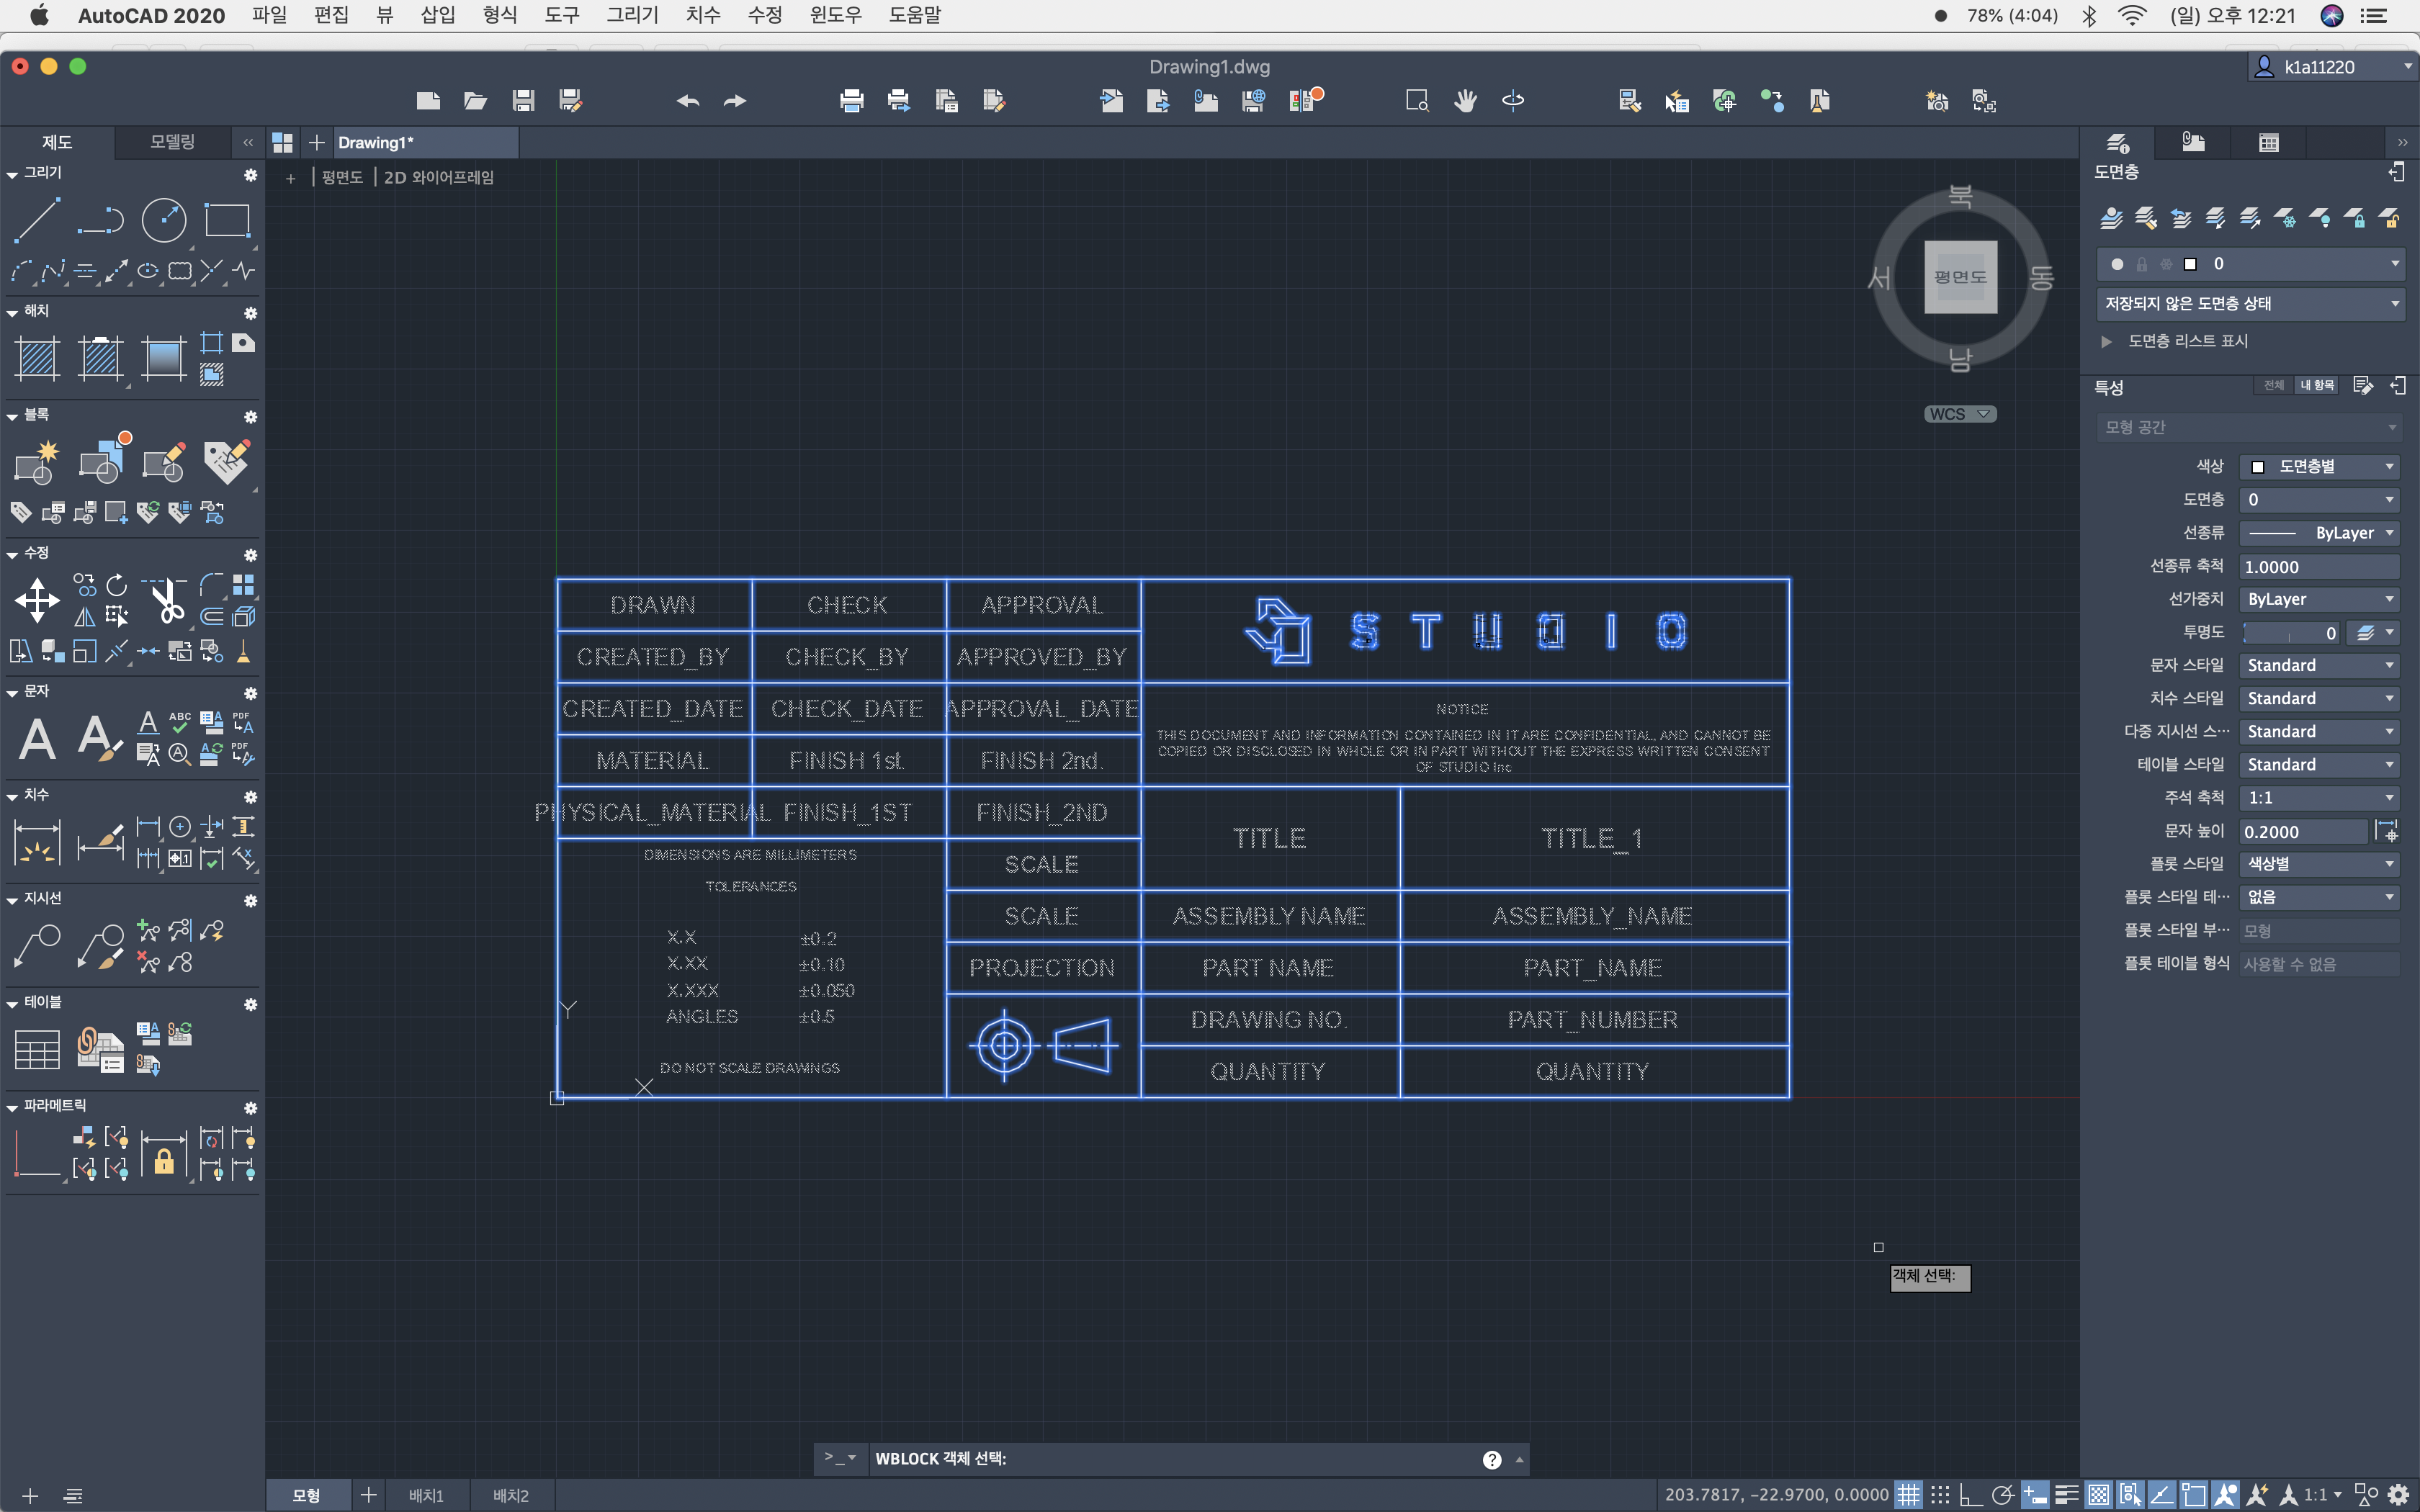 AutoCAD 2020 파일 편집 뷰 삽입 형식 도구 그리기 치수 수정 윈도우 도움말 78% (4:04) (일) 오후 12:21
Drawing1.dwg
k1a11220
제도 모델링 « Drawing1* »
+ 평면도 2D 와이어프레임
그리기
해치
블록
수정
문자
A A A ABC A PDF A
A A A PDF
치수
지시선
테이블
파라메트릭
북
서 평면도 동
남
WCS
DRAWN CHECK APPROVAL
STUDIO
CREATED_BY CHECK_BY APPROVED_BY
CREATED_DATE CHECK_DATE APPROVAL_DATE
NOTICE
THIS DOCUMENT AND INFORMATION CONTAINED IN IT ARE CONFIDENTIAL, AND CANNOT BE
COPIED OR DISCLOSED IN WHOLE OR IN PART WITHOUT THE EXPRESS WRITTEN CONSENT
OF STUDIO Inc
MATERIAL FINISH 1st. FINISH 2nd.
PHYSICAL_MATERIAL FINISH_1ST FINISH_2ND
TITLE TITLE_1
DIMENSIONS ARE MILLIMETERS
SCALE
TOLERANCES
SCALE ASSEMBLY NAME ASSEMBLY_NAME
X.X ±0.2
X.XX ±0.10
PROJECTION PART NAME PART_NAME
X.XXX ±0.050
ANGLES ±0.5
DRAWING NO. PART_NUMBER
DO NOT SCALE DRAWINGS
QUANTITY QUANTITY
Y
X
객체 선택:
>_ WBLOCK 객체 선택: ?
모형 + 배치1 배치2
203.7817, -22.9700, 0.0000 1:1
도면층
0
저장되지 않은 도면층 상태
도면층 리스트 표시
특성 전체 내 항목
모형 공간
색상 도면층별
도면층 0
선종류 ByLayer
선종류 축척 1.0000
선가중치 ByLayer
투명도 0
문자 스타일 Standard
치수 스타일 Standard
다중 지시선 스··· Standard
테이블 스타일 Standard
주석 축척 1:1
문자 높이 0.2000
플롯 스타일 색상별
플롯 스타일 테··· 없음
플롯 스타일 부··· 모형
플롯 테이블 형식 사용할 수 없음